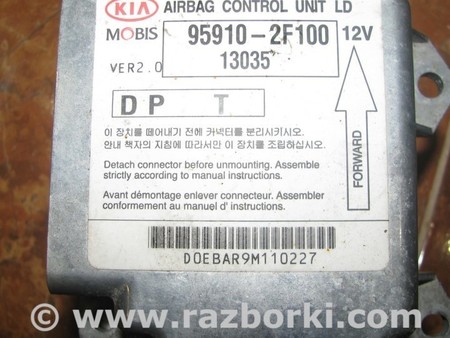 KIA AIRBAG CONTROL UNIT LD
MOBIS 95910-2F100 12V
VER2.0 13035
D P T
이 장치를 떼어내기 전에 카넥터를 분리시키시오.
안내 책자의 지침에 따라서만 이 장치를 조립하십시오.
Detach connector before unmounting. Assemble
strictly according to manual instructions.
Avant démontage enlever connecteur. Assembler
conformement au manuel d' instructions.
FORWARD
D0EBAR9M110227
© www.razborki.com